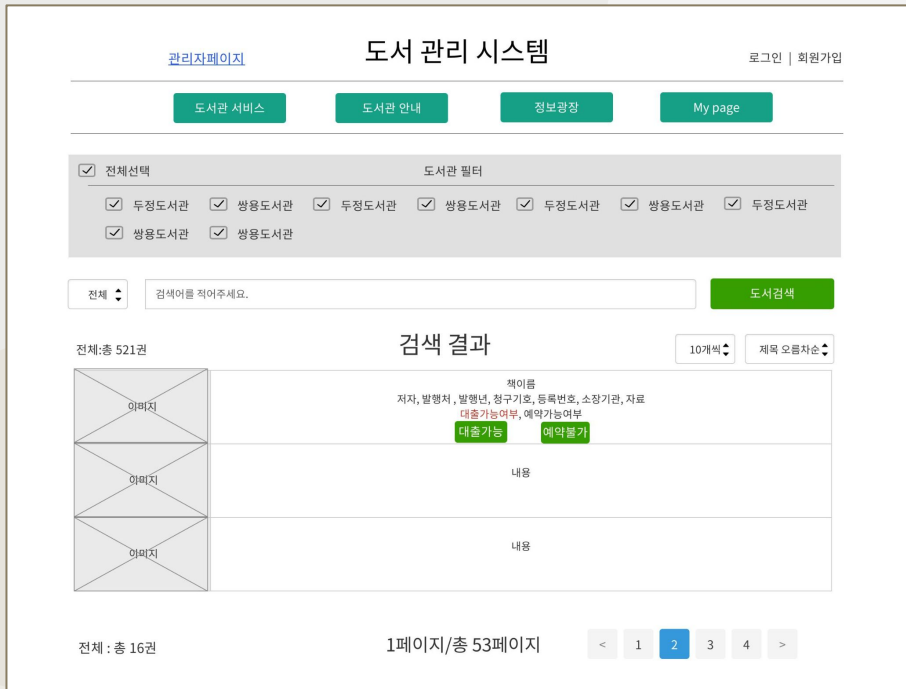 관리자페이지
도서 관리 시스템
로그인 | 회원가입
도서관 서비스
도서관 안내
정보광장
My page
전체선택
도서관 필터
두정도서관 쌍용도서관 두정도서관 쌍용도서관 두정도서관 쌍용도서관 두정도서관
쌍용도서관 쌍용도서관
전체
검색어를 적어주세요.
도서검색
전체:총 521권
검색 결과
10개씩
제목 오름차순
이미지
책이름
저자, 발행처 , 발행년, 청구기호, 등록번호, 소장기관, 자료
대출가능여부, 예약가능여부
대출가능
예약불가
이미지
내용
이미지
내용
전체 : 총 16권
1페이지/총 53페이지
< 1 2 3 4 >